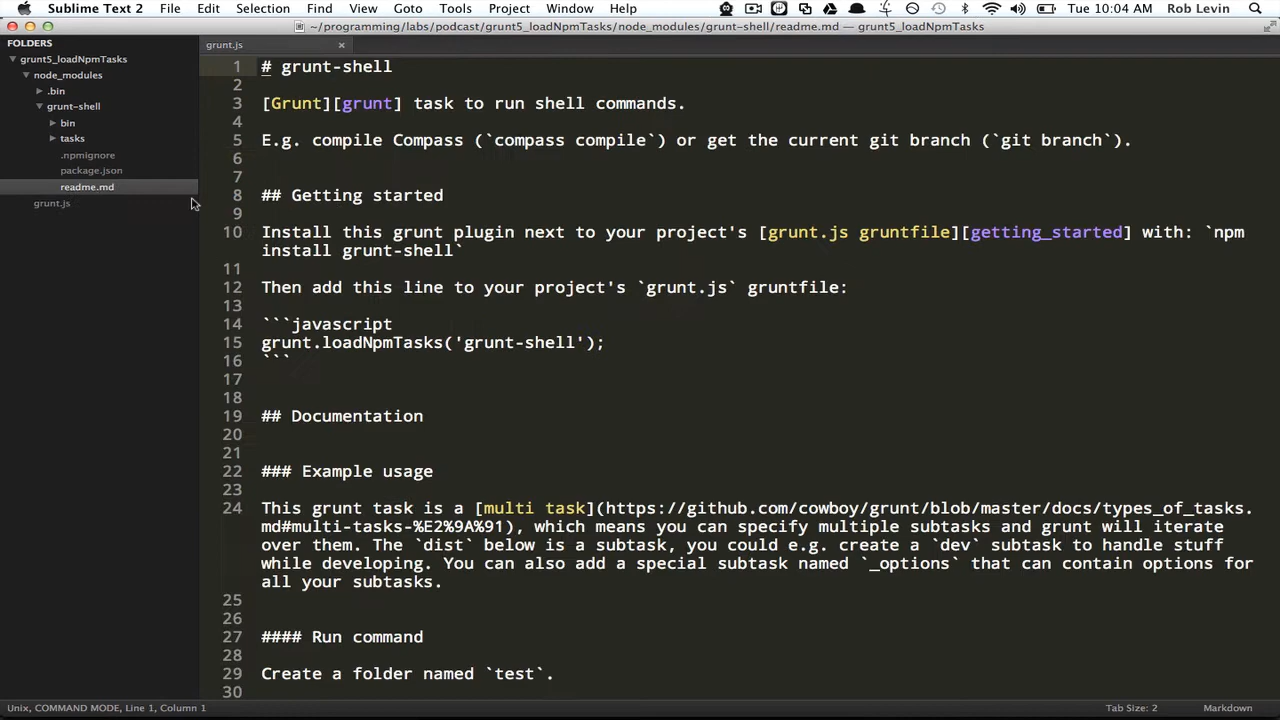 Sublime Text 2 File Edit Selection Find View Goto Tools Project Window Help Tue 10:04 AM Rob Levin
~/programming/labs/podcast/grunt5_loadNpmTasks/node_modules/grunt-shell/readme.md — grunt5_loadNpmTasks
FOLDERS
grunt5_loadNpmTasks
node_modules
.bin
grunt-shell
bin
tasks
.npmignore
package.json
readme.md
grunt.js
grunt.js ×
1 # grunt-shell
2
3 [Grunt][grunt] task to run shell commands.
4
5 E.g. compile Compass (`compass compile`) or get the current git branch (`git branch`).
6
7
8 ## Getting started
9
10 Install this grunt plugin next to your project's [grunt.js gruntfile][getting_started] with: `npm
install grunt-shell`
11
12 Then add this line to your project's `grunt.js` gruntfile:
13
14 ```javascript
15 grunt.loadNpmTasks('grunt-shell');
16 ```
17
18
19 ## Documentation
20
21
22 ### Example usage
23
24 This grunt task is a [multi task](https://github.com/cowboy/grunt/blob/master/docs/types_of_tasks.
md#multi-tasks-%E2%9A%91), which means you can specify multiple subtasks and grunt will iterate
over them. The `dist` below is a subtask, you could e.g. create a `dev` subtask to handle stuff
while developing. You can also add a special subtask named `_options` that can contain options for
all your subtasks.
25
26
27 #### Run command
28
29 Create a folder named `test`.
30
Unix, COMMAND MODE, Line 1, Column 1 Tab Size: 2 Markdown